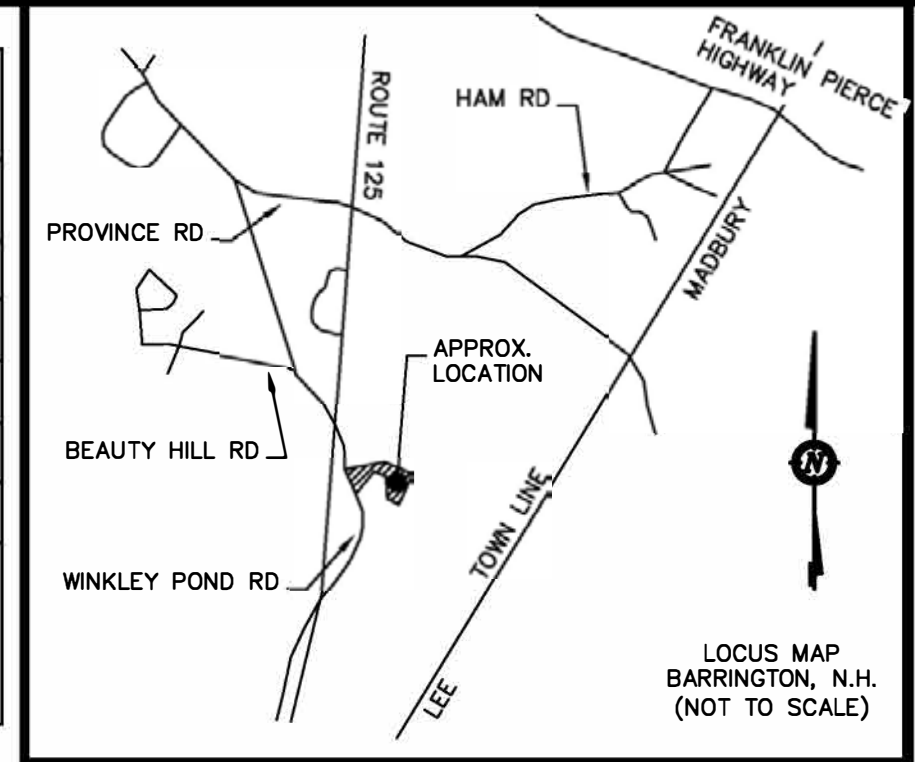 FRANKLIN PIERCE
HIGHWAY
ROUTE 125
HAM RD
PROVINCE RD
MADBURY
APPROX.
LOCATION
BEAUTY HILL RD
N
TOWN LINE
WINKLEY POND RD
LEE
LOCUS MAP
BARRINGTON, N.H.
(NOT TO SCALE)